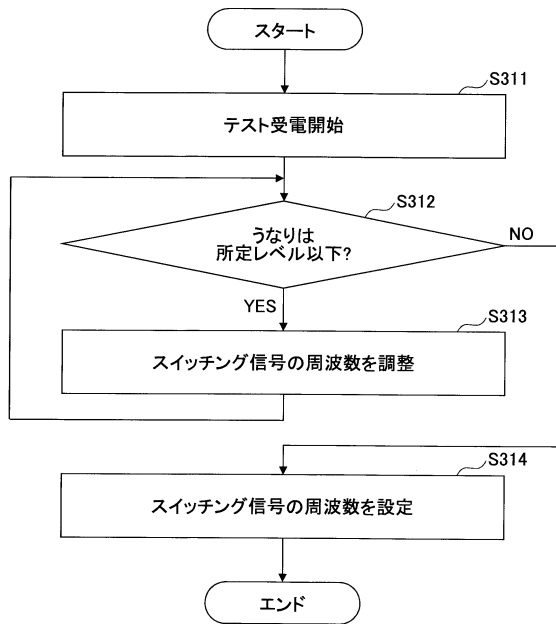 スタート
S311
テスト受電開始
S312
うなりは
所定レベル以下?
NO
YES
S313
スイッチング信号の周波数を調整
S314
スイッチング信号の周波数を設定
エンド